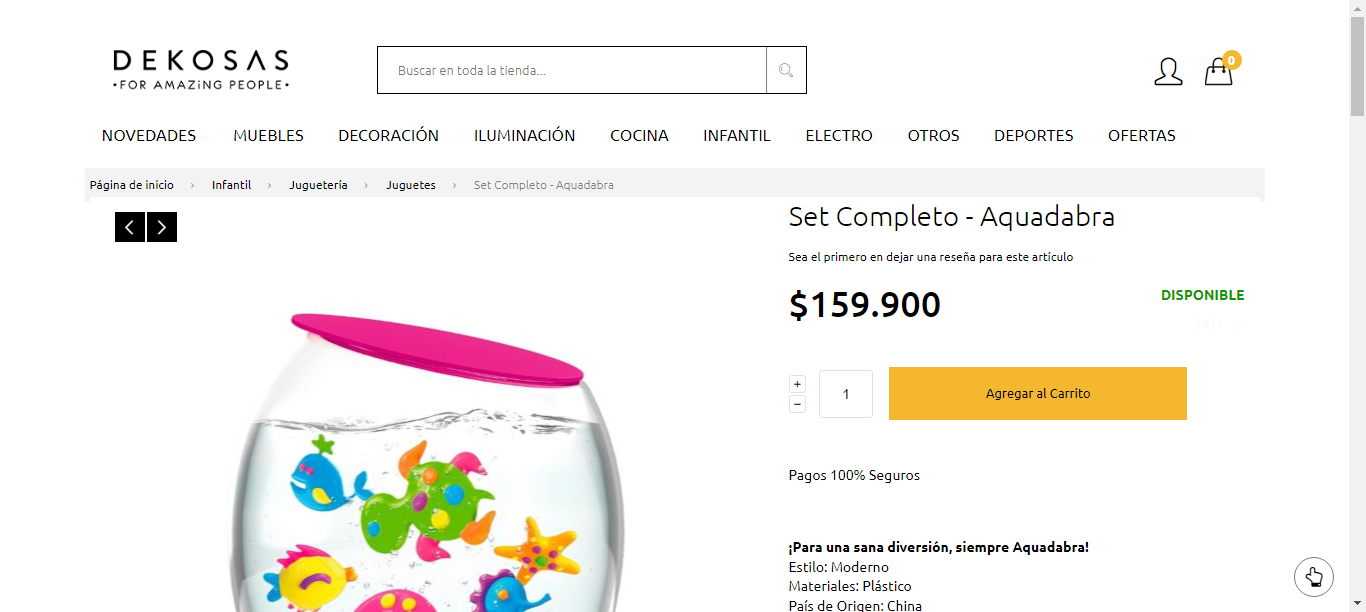 DEKOSAS
•FOR AMAZiNG PEOPLE•
Buscar en toda la tienda...
0
NOVEDADES MUEBLES DECORACIÓN ILUMINACIÓN COCINA INFANTIL ELECTRO OTROS DEPORTES OFERTAS
Página de inicio › Infantil › Juguetería › Juguetes › Set Completo - Aquadabra
Set Completo - Aquadabra
Sea el primero en dejar una reseña para este artículo
$159.900
DISPONIBLE
+
1
Agregar al Carrito
−
Pagos 100% Seguros
¡Para una sana diversión, siempre Aquadabra!
Estilo: Moderno
Materiales: Plástico
País de Origen: China